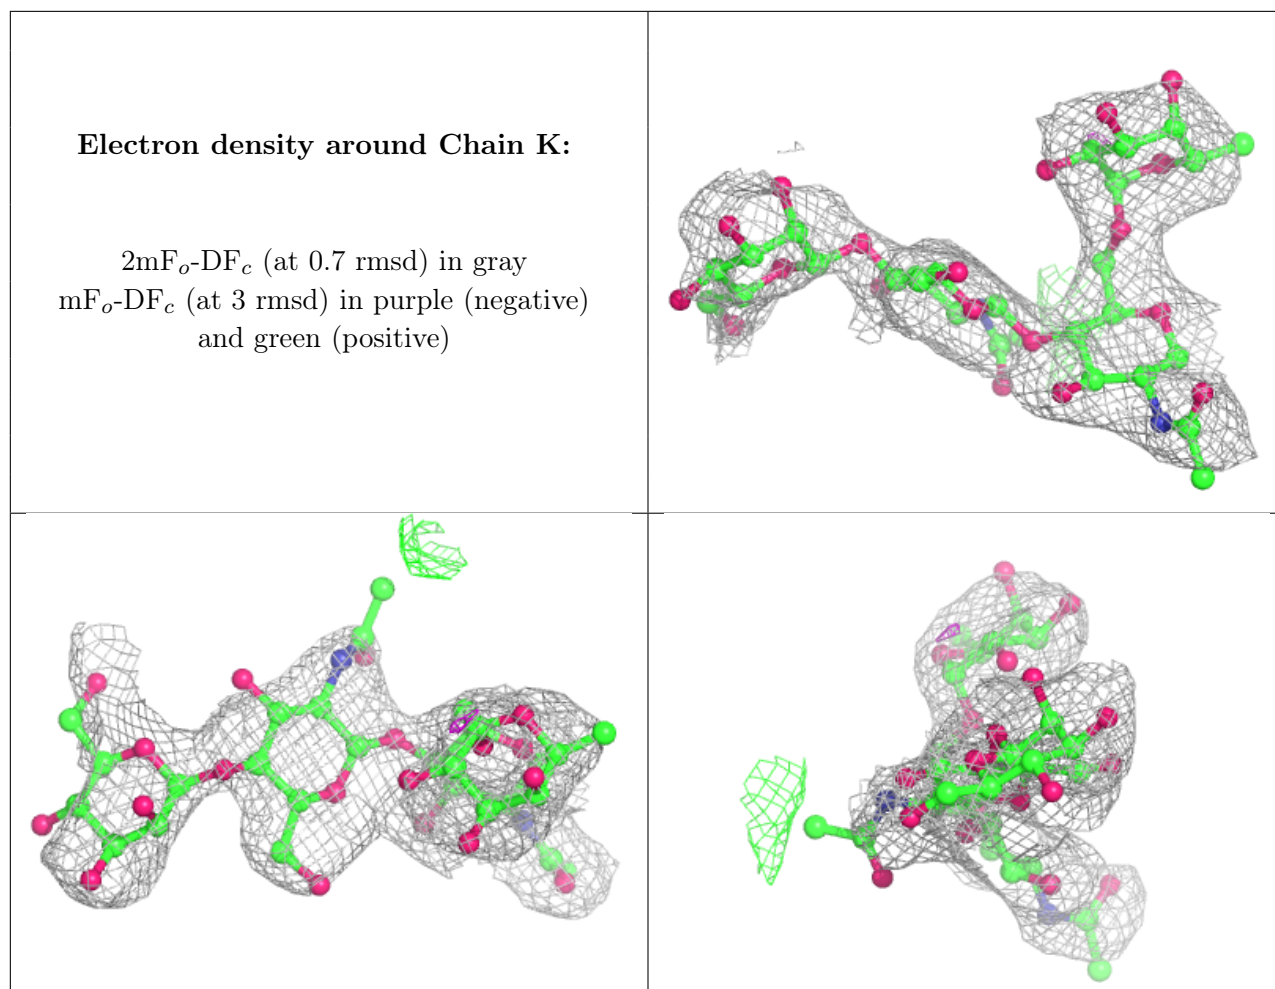 Electron density around Chain K:
2mFo-DFc (at 0.7 rmsd) in gray
mFo-DFc (at 3 rmsd) in purple (negative)
and green (positive)